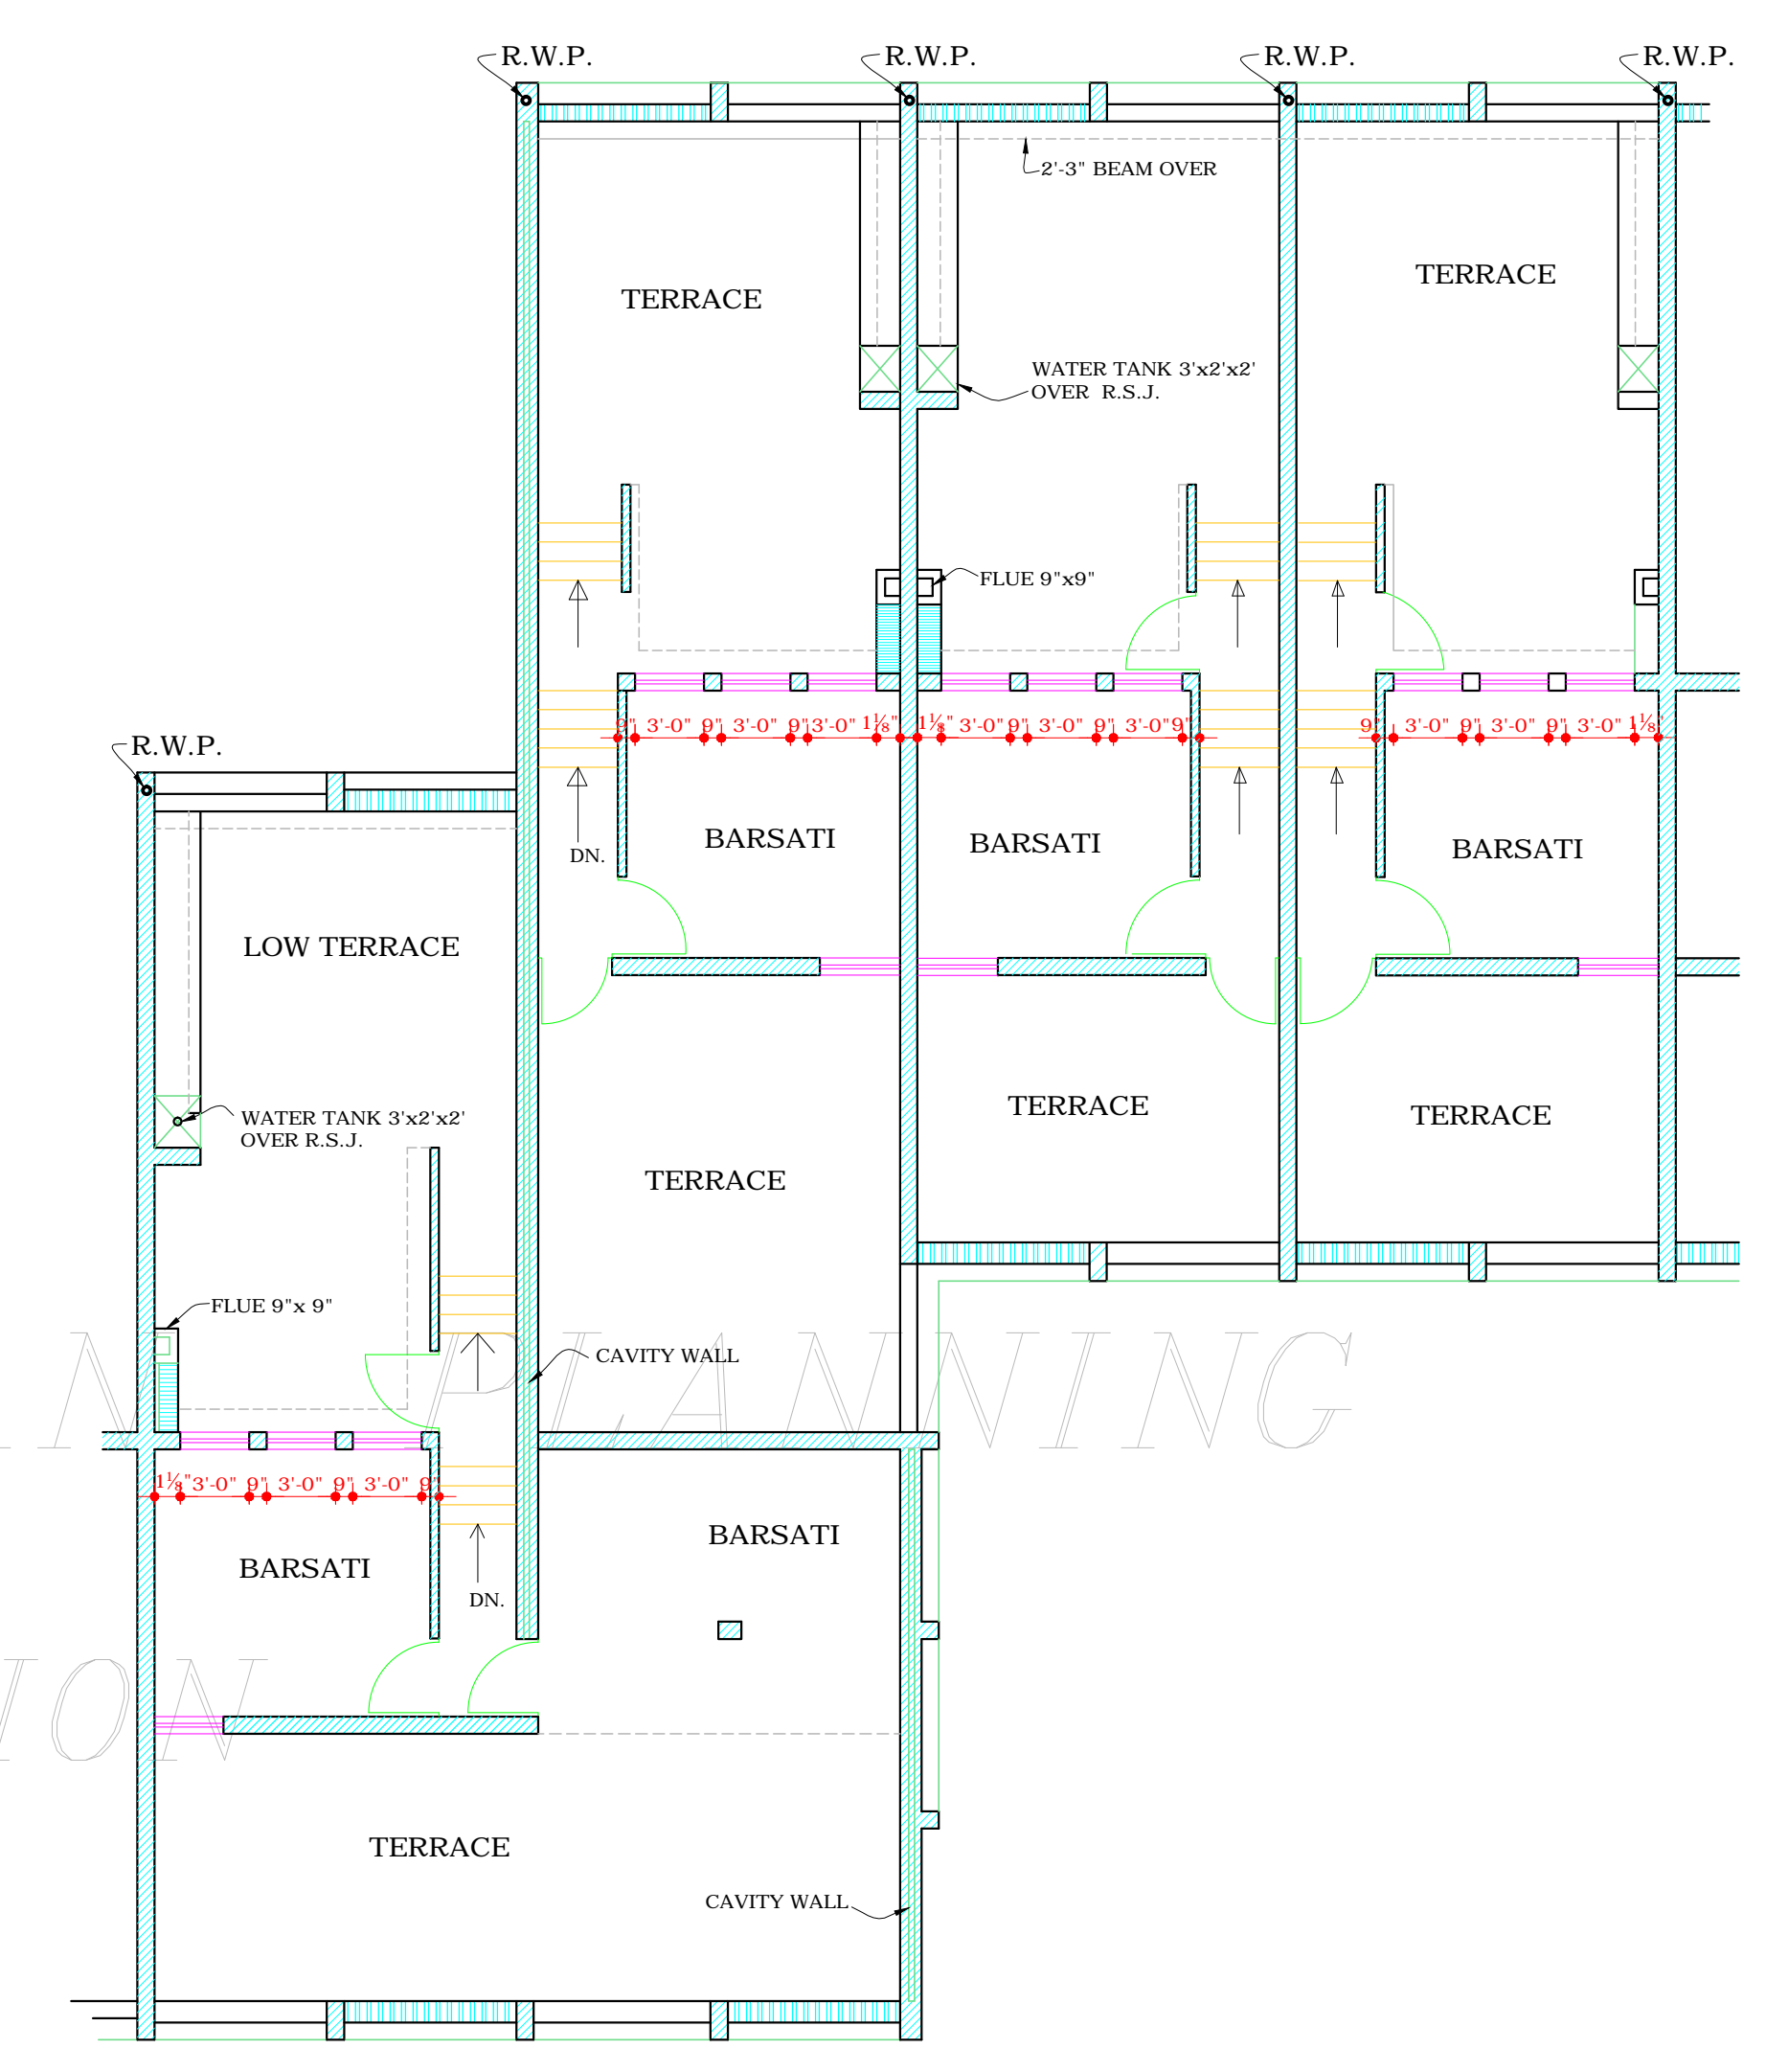 R.W.P.
R.W.P.
R.W.P.
R.W.P.
2'-3" BEAM OVER
TERRACE
TERRACE
WATER TANK 3'x2'x2'
OVER R.S.J.
FLUE 9"x9"
9" 3'-0" 9" 3'-0" 9" 3'-0" 1⅛" 1⅛" 3'-0" 9" 3'-0" 9" 3'-0" 9" 9" 3'-0" 9" 3'-0" 9" 3'-0" 1⅛"
R.W.P.
BARSATI
BARSATI
BARSATI
DN.
LOW TERRACE
TERRACE
TERRACE
WATER TANK 3'x2'x2'
OVER R.S.J.
TERRACE
FLUE 9"x 9"
CAVITY WALL
N PLANNING
1⅛" 3'-0" 9" 3'-0" 9" 3'-0" 9"
BARSATI
BARSATI
DN.
ION
TERRACE
CAVITY WALL